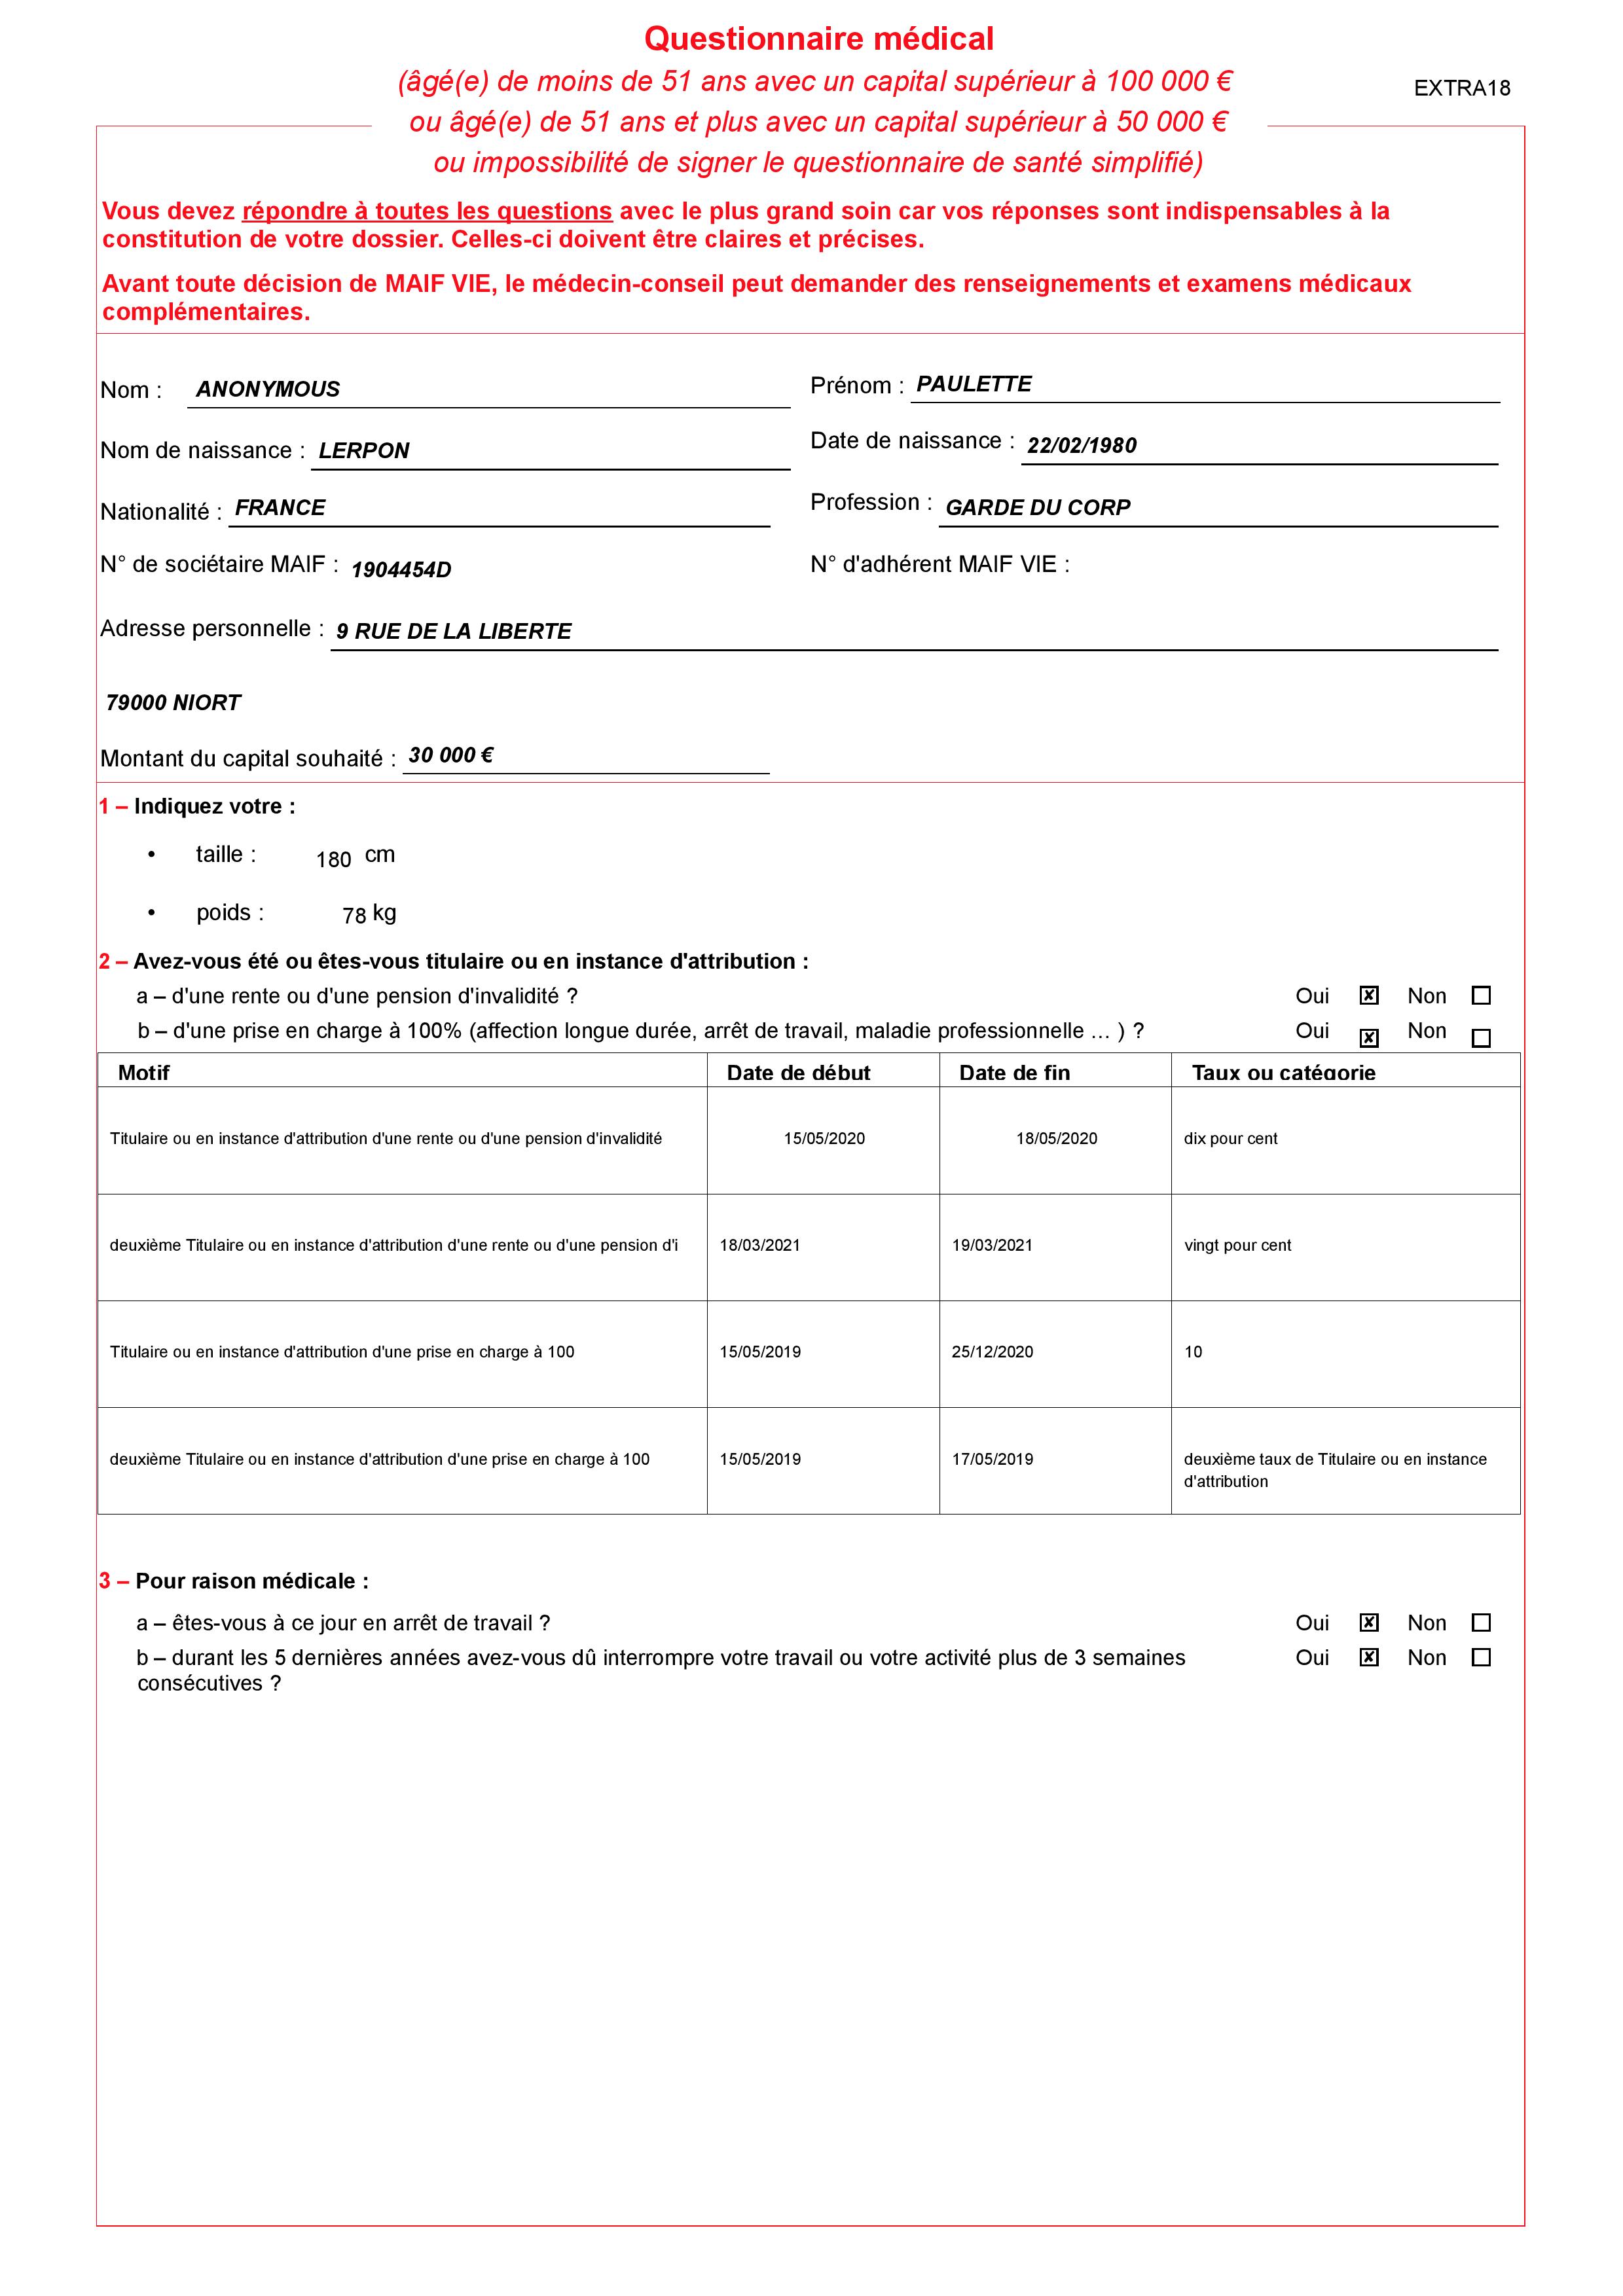 Questionnaire médical
(âgé(e) de moins de 51 ans avec un capital supérieur à 100 000 €
EXTRA18
ou âgé(e) de 51 ans et plus avec un capital supérieur à 50 000 €
ou impossibilité de signer le questionnaire de santé simplifié)
Vous devez répondre à toutes les questions avec le plus grand soin car vos réponses sont indispensables à la
constitution de votre dossier. Celles-ci doivent être claires et précises.
Avant toute décision de MAIF VIE, le médecin-conseil peut demander des renseignements et examens médicaux
complémentaires.
Nom : ANONYMOUS Prénom : PAULETTE
Nom de naissance : LERPON Date de naissance : 22/02/1980
Nationalité : FRANCE Profession : GARDE DU CORP
N° de sociétaire MAIF : 1904454D N° d'adhérent MAIF VIE :
Adresse personnelle : 9 RUE DE LA LIBERTE
79000 NIORT
Montant du capital souhaité : 30 000 €
1 – Indiquez votre :
• taille : 180 cm
• poids : 78 kg
2 – Avez-vous été ou êtes-vous titulaire ou en instance d'attribution :
a – d'une rente ou d'une pension d'invalidité ? Oui ☒ Non ☐
b – d'une prise en charge à 100% (affection longue durée, arrêt de travail, maladie professionnelle … ) ? Oui ☒ Non ☐
Motif Date de début Date de fin Taux ou catégorie
Titulaire ou en instance d'attribution d'une rente ou d'une pension d'invalidité 15/05/2020 18/05/2020 dix pour cent
deuxième Titulaire ou en instance d'attribution d'une rente ou d'une pension d'i 18/03/2021 19/03/2021 vingt pour cent
Titulaire ou en instance d'attribution d'une prise en charge à 100 15/05/2019 25/12/2020 10
deuxième Titulaire ou en instance d'attribution d'une prise en charge à 100 15/05/2019 17/05/2019 deuxième taux de Titulaire ou en instance
d'attribution
3 – Pour raison médicale :
a – êtes-vous à ce jour en arrêt de travail ? Oui ☒ Non ☐
b – durant les 5 dernières années avez-vous dû interrompre votre travail ou votre activité plus de 3 semaines Oui ☒ Non ☐
consécutives ?